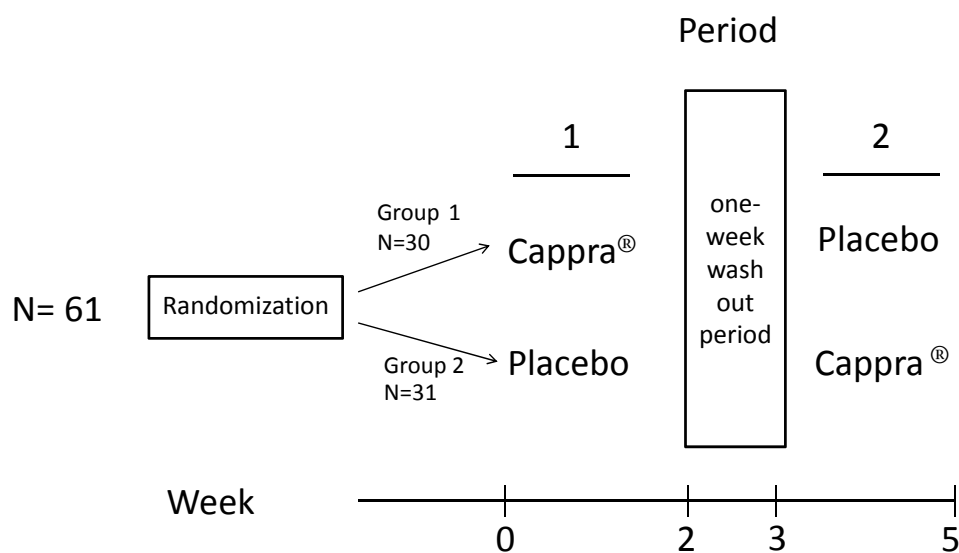 Period
1
2
Group 1
N=30
Cappra®
one-
week
wash
out
period
Placebo
N= 61
Randomization
Group 2
N=31
Placebo
Cappra ®
Week
0
2
3
5